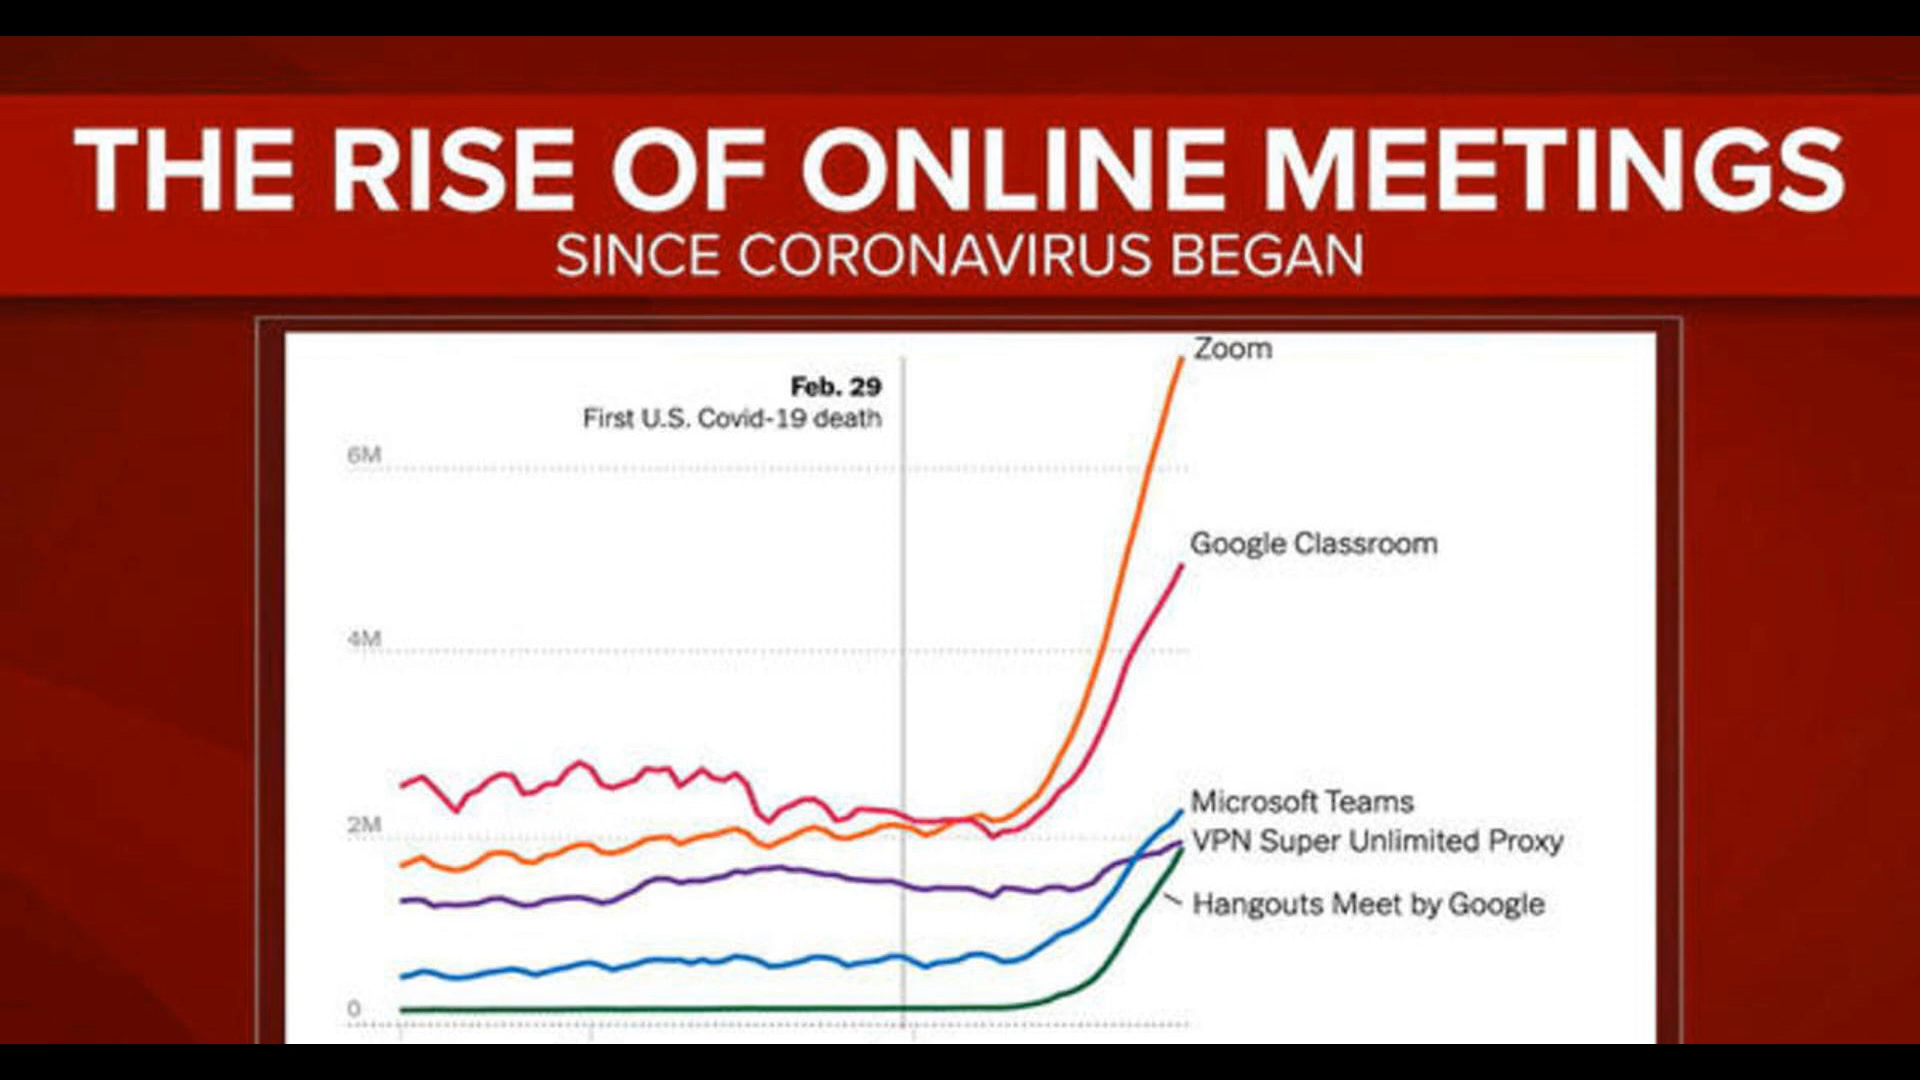 THE RISE OF ONLINE MEETINGS
SINCE CORONAVIRUS BEGAN
Zoom
Feb. 29
First U.S. Covid-19 death
6M
Google Classroom
4M
Microsoft Teams
2M
VPN Super Unlimited Proxy
Hangouts Meet by Google
0